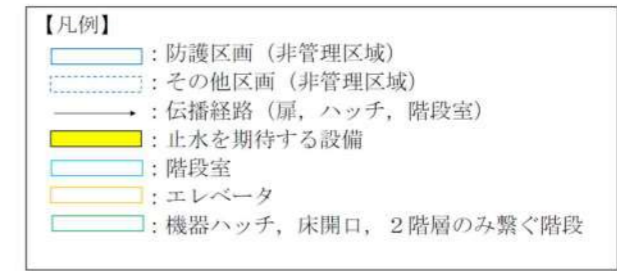 【凡例】
：防護区画（非管理区域）
：その他区画（非管理区域）
：伝播経路（扉，ハッチ，階段室）
：止水を期待する設備
：階段室
：エレベータ
：機器ハッチ，床開口，２階層のみ繋ぐ階段